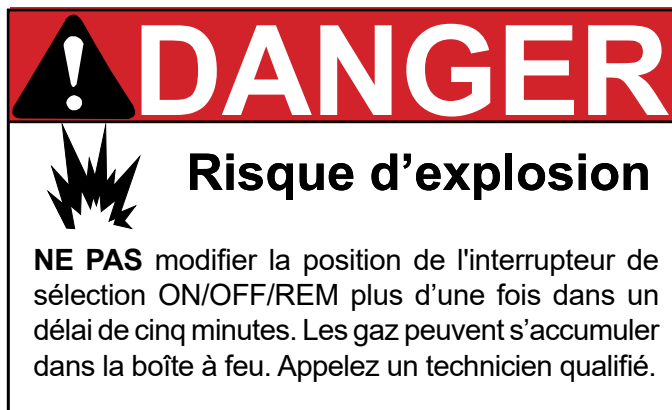 DANGER
Risque d’explosion
NE PAS modifier la position de l'interrupteur de
sélection ON/OFF/REM plus d’une fois dans un
délai de cinq minutes. Les gaz peuvent s’accumuler
dans la boîte à feu. Appelez un technicien qualifié.